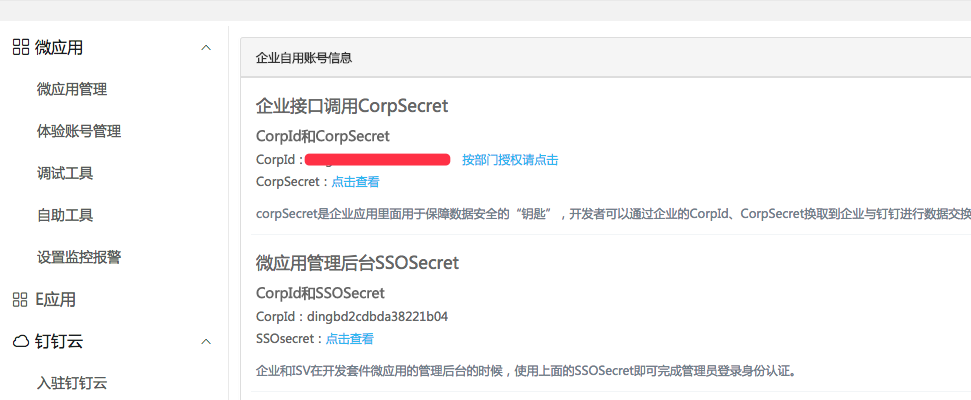 微应用
微应用管理
体验账号管理
调试工具
自助工具
设置监控报警
E应用
钉钉云
入驻钉钉云
企业自用账号信息
企业接口调用CorpSecret
CorpId和CorpSecret
CorpId： 按部门授权请点击
CorpSecret：点击查看
corpSecret是企业应用里面用于保障数据安全的“钥匙”，开发者可以通过企业的CorpId、CorpSecret换取到企业与钉钉进行数据交换
微应用管理后台SSOSecret
CorpId和SSOSecret
CorpId：dingbd2cdbda38221b04
SSOsecret：点击查看
企业和ISV在开发套件微应用的管理后台的时候，使用上面的SSOSecret即可完成管理员登录身份认证。